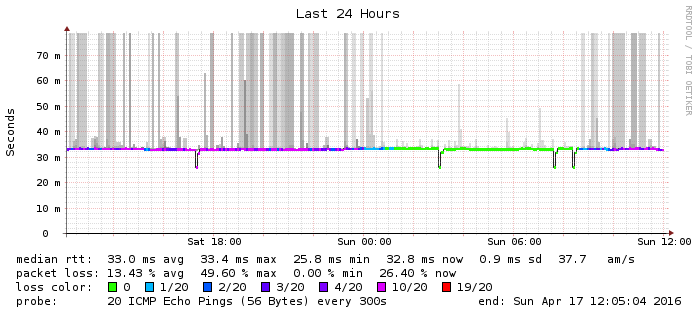 Last 24 Hours
RRDTOOL / TOBI OETIKER
Seconds
70 m
60 m
50 m
40 m
30 m
20 m
10 m
0
Sat 18:00 Sun 00:00 Sun 06:00 Sun 12:00
median rtt: 33.0 ms avg 33.4 ms max 25.8 ms min 32.8 ms now 0.9 ms sd 37.7 am/s
packet loss: 13.43 % avg 49.60 % max 0.00 % min 26.40 % now
loss color: 0 1/20 2/20 3/20 4/20 10/20 19/20
probe: 20 ICMP Echo Pings (56 Bytes) every 300s end: Sun Apr 17 12:05:04 2016